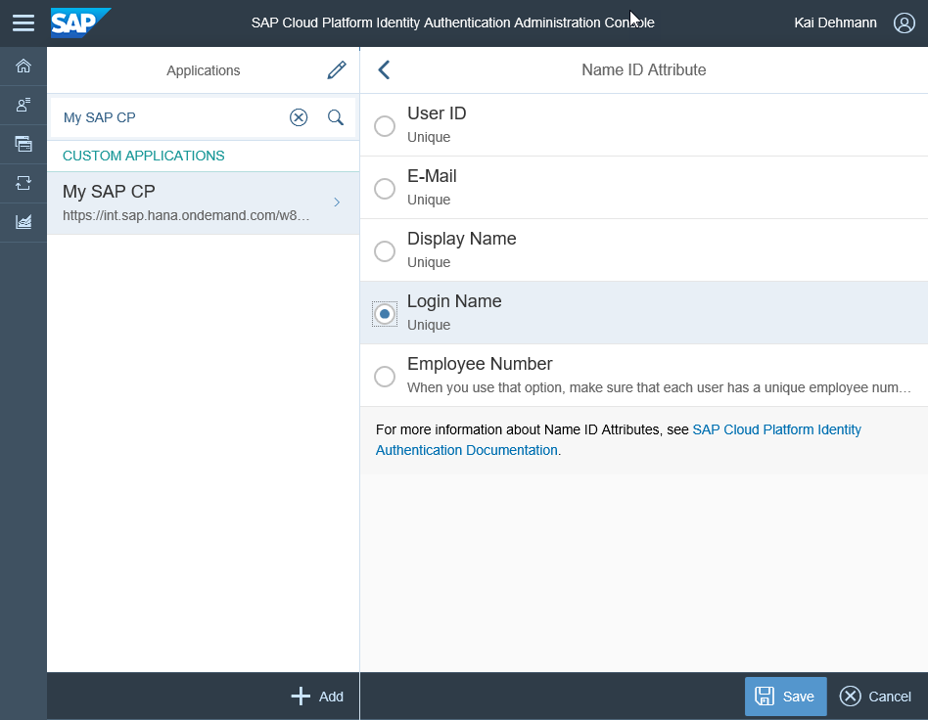 SAP
SAP Cloud Platform Identity Authentication Administration Console
Kai Dehmann
Applications
My SAP CP
CUSTOM APPLICATIONS
My SAP CP
https://int.sap.hana.ondemand.com/w8...
Add
Name ID Attribute
User ID
Unique
E-Mail
Unique
Display Name
Unique
Login Name
Unique
Employee Number
When you use that option, make sure that each user has a unique employee num...
For more information about Name ID Attributes, see SAP Cloud Platform Identity
Authentication Documentation.
Save
Cancel